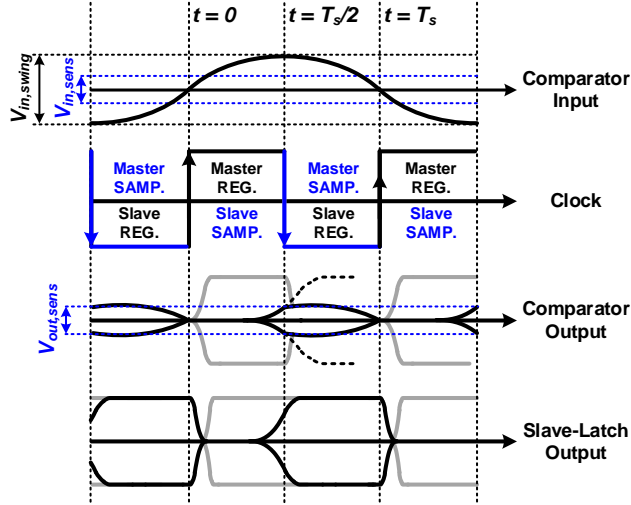 t = 0
t = Ts/2
t = Ts
Vin,swing
Vin,sens
Comparator
Input
Master
SAMP.
Master
REG.
Master
SAMP.
Master
REG.
Slave
REG.
Slave
SAMP.
Slave
REG.
Slave
SAMP.
Clock
Vout,sens
Comparator
Output
Slave-Latch
Output